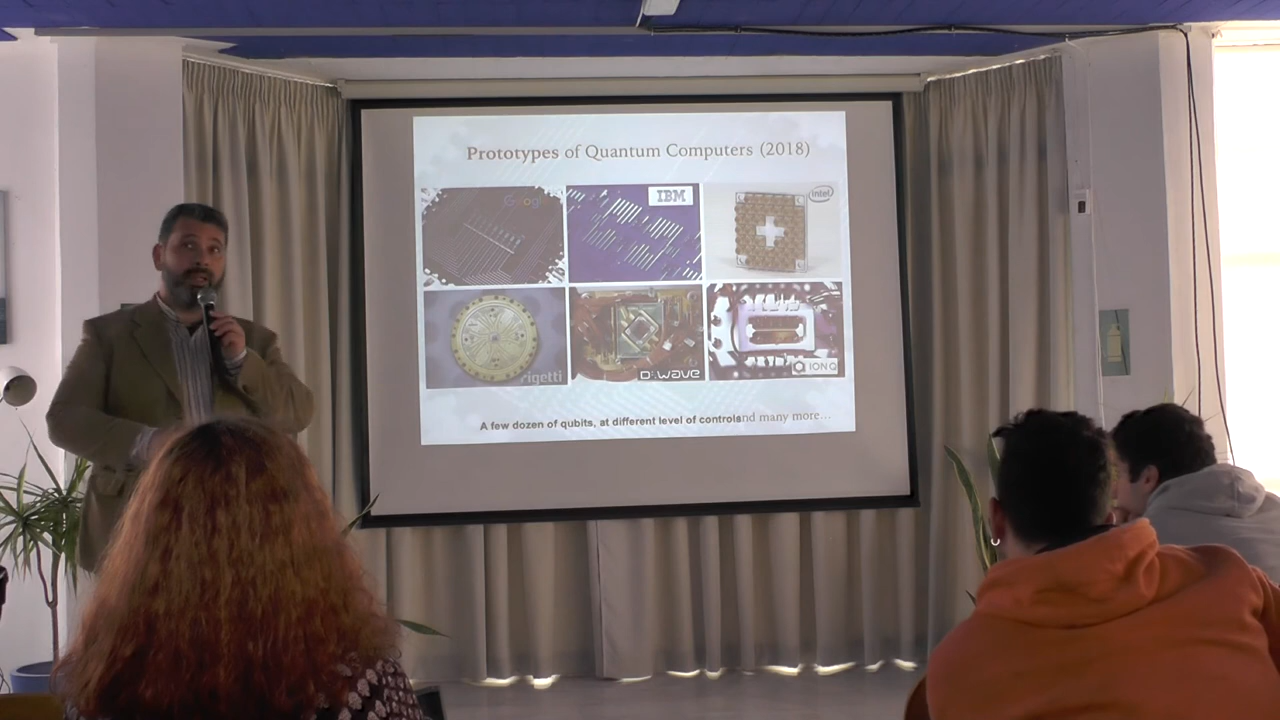 Prototypes of Quantum Computers (2018)
Google
IBM
intel
rigetti
D:wave
IONQ
A few dozen of qubits, at different level of controlsnd many more...